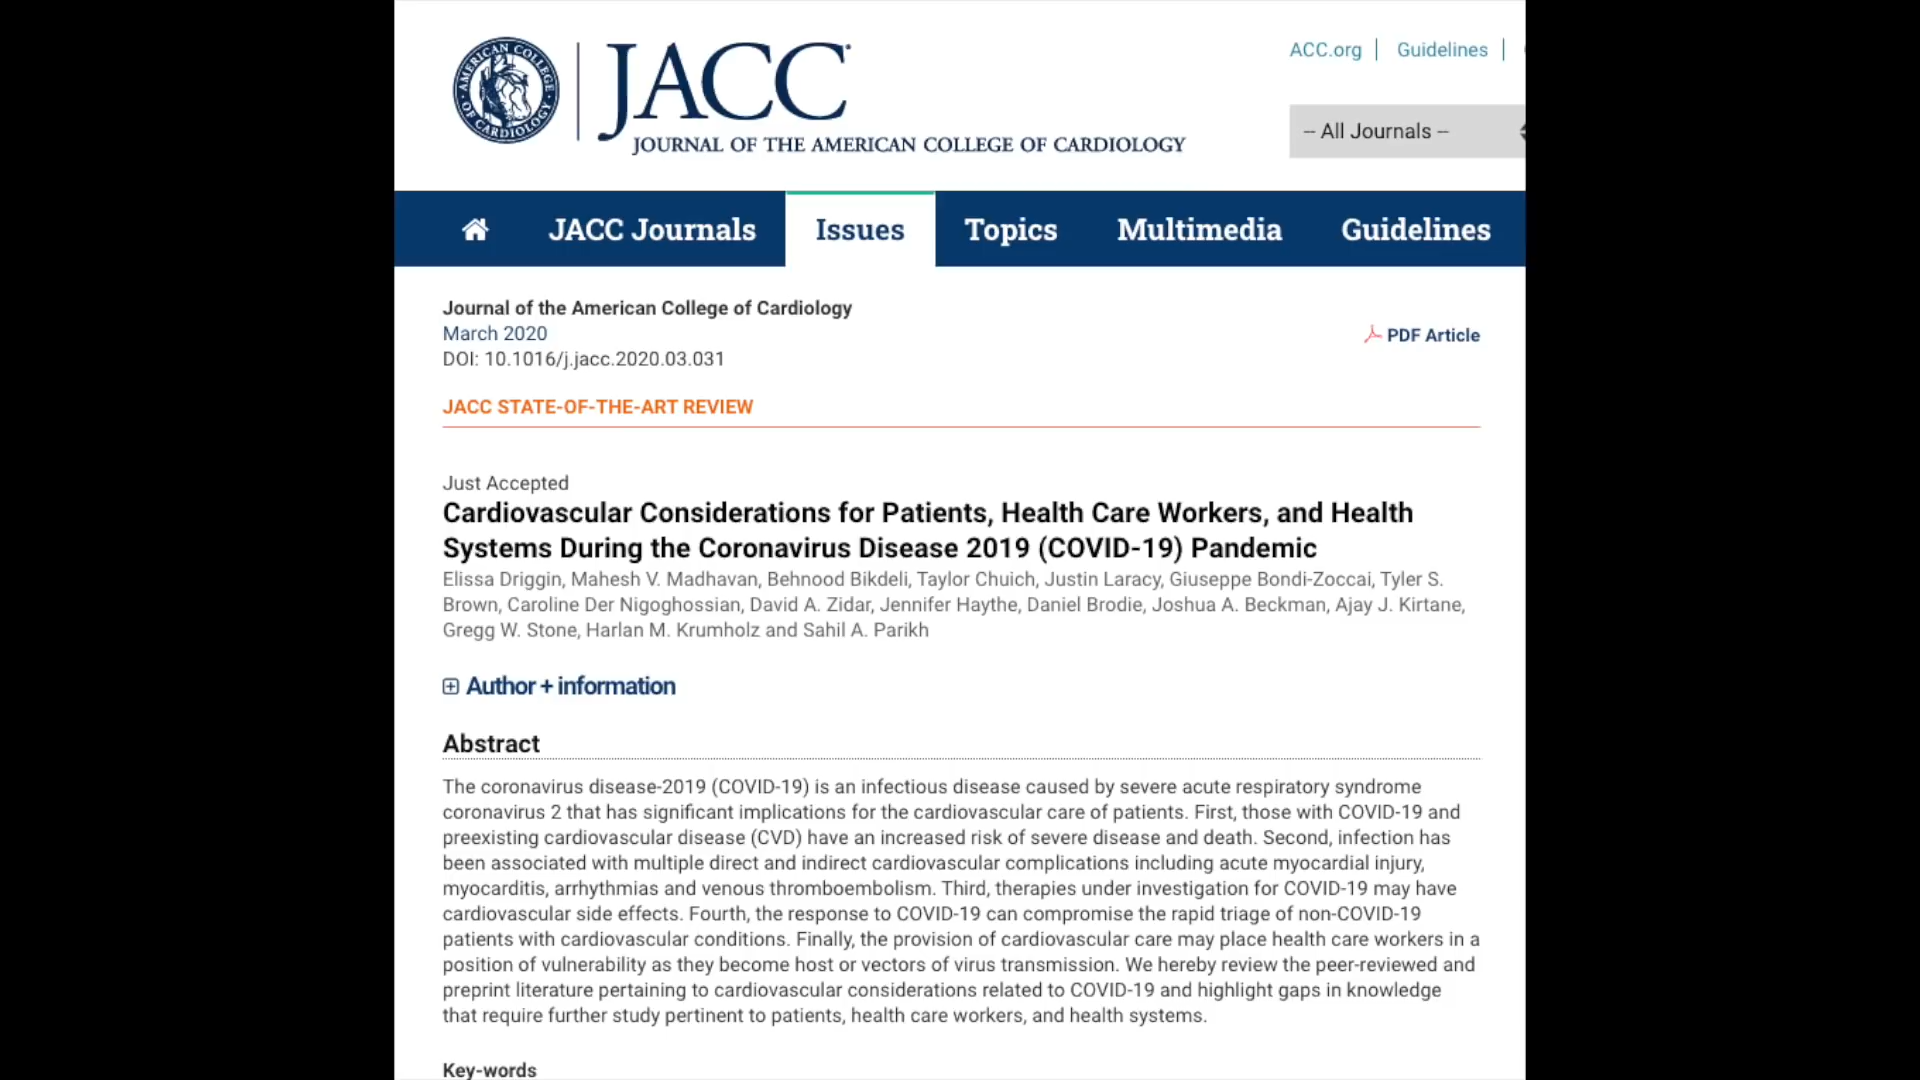 AMERICAN COLLEGE OF CARDIOLOGY
JACC
JOURNAL OF THE AMERICAN COLLEGE OF CARDIOLOGY
ACC.org | Guidelines |
-- All Journals --
JACC Journals Issues Topics Multimedia Guidelines
Journal of the American College of Cardiology
March 2020
DOI: 10.1016/j.jacc.2020.03.031
PDF Article
JACC STATE-OF-THE-ART REVIEW
Just Accepted
Cardiovascular Considerations for Patients, Health Care Workers, and Health
Systems During the Coronavirus Disease 2019 (COVID-19) Pandemic
Elissa Driggin, Mahesh V. Madhavan, Behnood Bikdeli, Taylor Chuich, Justin Laracy, Giuseppe Bondi-Zoccai, Tyler S.
Brown, Caroline Der Nigoghossian, David A. Zidar, Jennifer Haythe, Daniel Brodie, Joshua A. Beckman, Ajay J. Kirtane,
Gregg W. Stone, Harlan M. Krumholz and Sahil A. Parikh
Author + information
Abstract
The coronavirus disease-2019 (COVID-19) is an infectious disease caused by severe acute respiratory syndrome
coronavirus 2 that has significant implications for the cardiovascular care of patients. First, those with COVID-19 and
preexisting cardiovascular disease (CVD) have an increased risk of severe disease and death. Second, infection has
been associated with multiple direct and indirect cardiovascular complications including acute myocardial injury,
myocarditis, arrhythmias and venous thromboembolism. Third, therapies under investigation for COVID-19 may have
cardiovascular side effects. Fourth, the response to COVID-19 can compromise the rapid triage of non-COVID-19
patients with cardiovascular conditions. Finally, the provision of cardiovascular care may place health care workers in a
position of vulnerability as they become host or vectors of virus transmission. We hereby review the peer-reviewed and
preprint literature pertaining to cardiovascular considerations related to COVID-19 and highlight gaps in knowledge
that require further study pertinent to patients, health care workers, and health systems.
Key-words